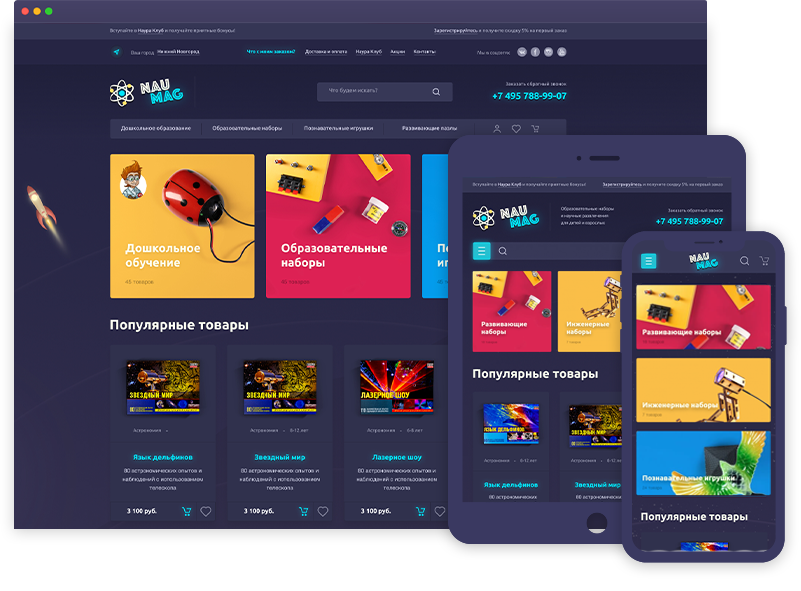 Вступайте в Наура Клуб и получайте приятные бонусы!
Зарегистрируйтесь и получите скидку 5% на первый заказ
Ваш город Нижний Новгород
Что с моим заказом?
Доставка и оплата
Наура Клуб
Акции
Контакты
Мы в соцсетях
NAU
MAG
Что будем искать?
Заказать обратный звонок
+7 495 788-99-07
Дошкольное образование
Образовательные наборы
Познавательные игрушки
Развивающие пазлы
Дошкольное
обучение
45 товаров
Образовательные
наборы
45 товаров
Популярные товары
ЗВЕЗДНЫЙ МИР
Астрономия
Язык дельфинов
80 астрономических опытов и
наблюдений с использованием
телескопа
3 100 руб.
ЗВЕЗДНЫЙ МИР
Астрономия 8-12 лет
Звездный мир
80 астрономических опытов и
наблюдений с использованием
телескопа
3 100 руб.
ЛАЗЕРНОЕ ШОУ
Астрономия 6-8 лет
Лазерное шоу
80 астрономических опытов и
наблюдений с использованием
телескопа
3 100 руб.
Вступайте в Наура Клуб и получайте приятные бонусы!
Зарегистрируйтесь и получите скидку 5% на первый заказ
NAU
MAG
Образовательные наборы
и научные развлечения
для детей и взрослых
Заказать обратный звонок
+7 495 788-99-07
Развивающие
наборы
Инженерные
наборы
7 товаров
Популярные товары
ЯЗЫК ДЕЛЬФИНОВ
Астрономия 8-12 лет
Язык дельфинов
80 астрономических
ЗВЕЗДНЫЙ
Астрономия
Звездный мир
80 астрономических
NAU
MAG
Развивающие наборы
Инженерные наборы
7 товаров
Познавательные игрушки
Популярные товары